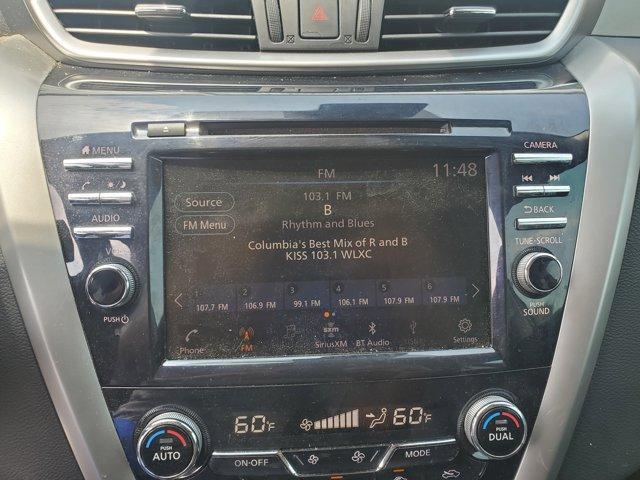 MENU
CAMERA
FM
11:48
Source
103.1 FM
B
FM Menu
Rhythm and Blues
AUDIO
BACK
Columbia's Best Mix of R and B
KISS 103.1 WLXC
TUNE·SCROLL
VOL
1 2 3 4 5 6
107.7 FM 106.9 FM 99.1 FM 106.1 FM 107.9 FM 107.9 FM
PUSH
PUSH
SOUND
sxm
Phone FM SiriusXM BT Audio Settings
60°F 60°F
PUSH
AUTO
PUSH
DUAL
ON·OFF
MODE